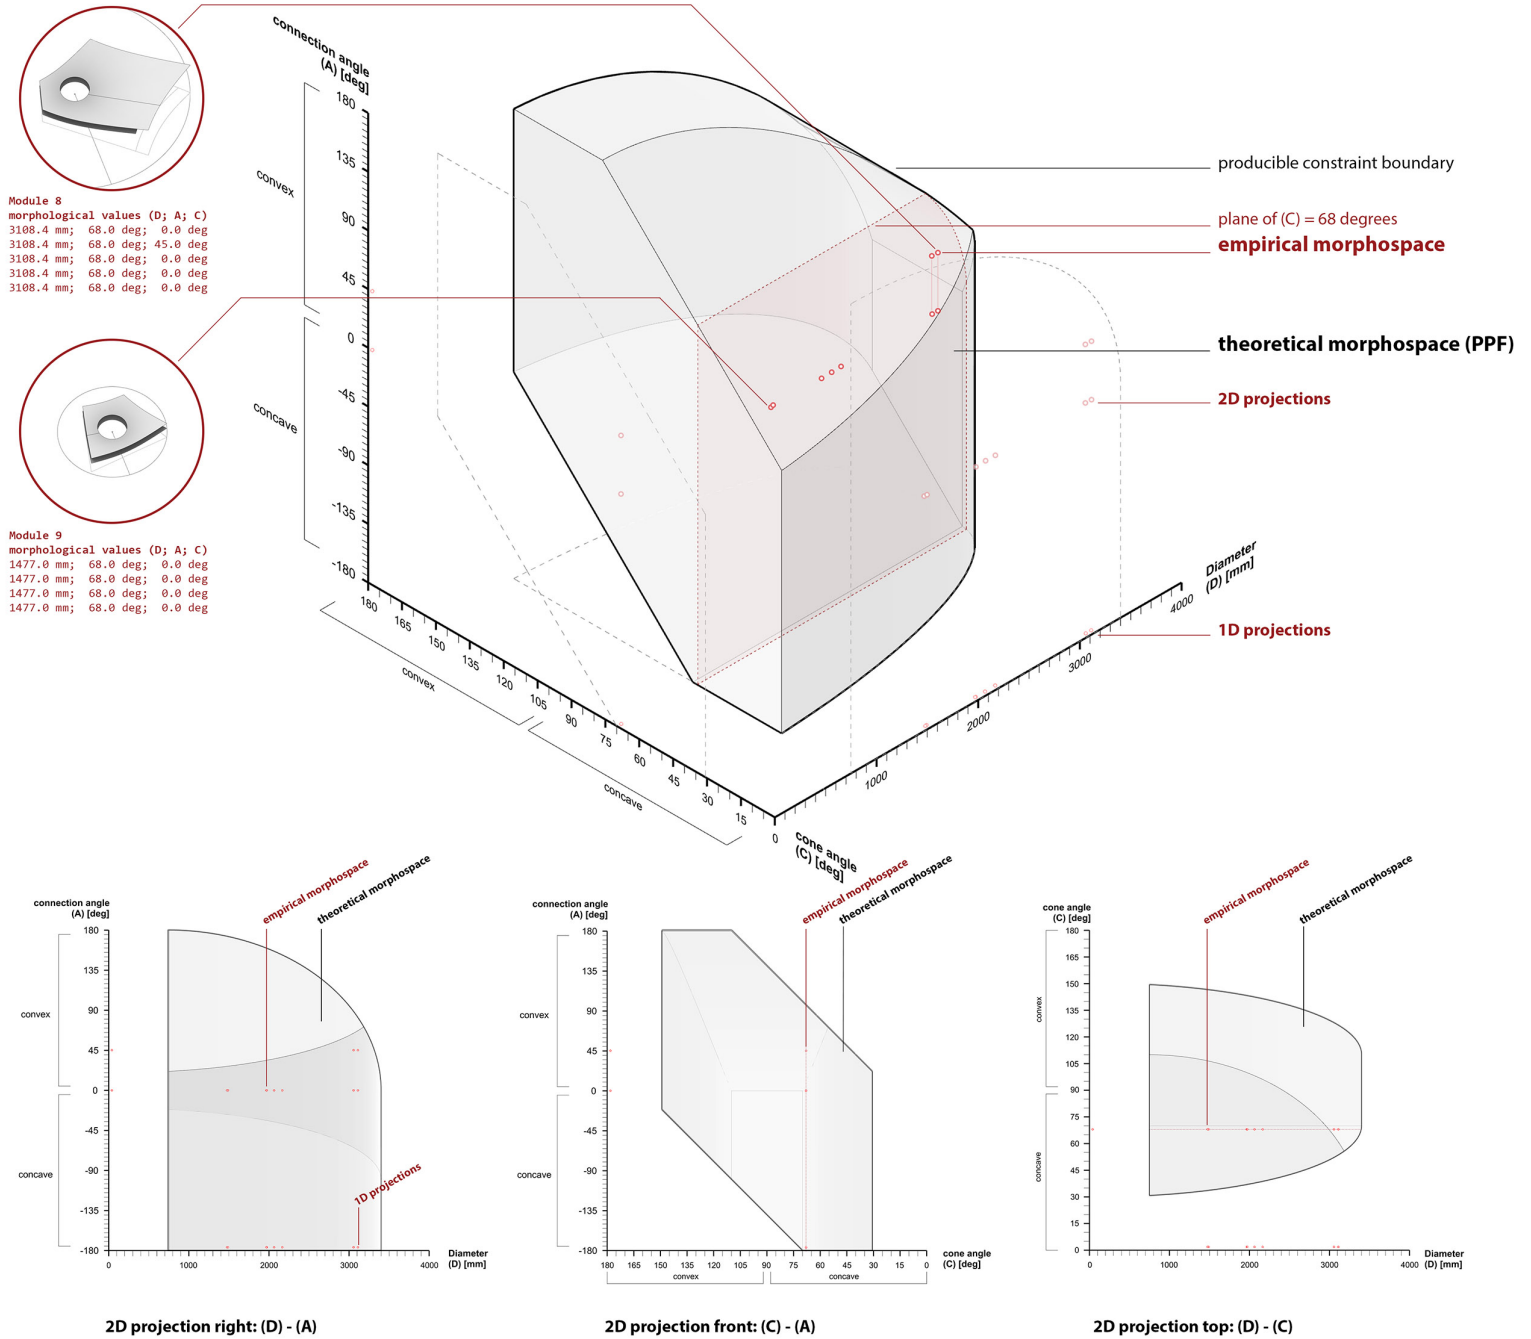 connection angle
(A) [deg]
180
135
90
45
0
-45
-90
-135
-180
convex
concave
Module 8
morphological values (D; A; C)
3108.4 mm; 68.0 deg; 0.0 deg
3108.4 mm; 68.0 deg; 45.0 deg
3108.4 mm; 68.0 deg; 0.0 deg
3108.4 mm; 68.0 deg; 0.0 deg
3108.4 mm; 68.0 deg; 0.0 deg
Module 9
morphological values (D; A; C)
1477.0 mm; 68.0 deg; 0.0 deg
1477.0 mm; 68.0 deg; 0.0 deg
1477.0 mm; 68.0 deg; 0.0 deg
1477.0 mm; 68.0 deg; 0.0 deg
producible constraint boundary
plane of (C) = 68 degrees
empirical morphospace
theoretical morphospace (PPF)
2D projections
1D projections
180
165
150
135
120
105
90
75
60
45
30
15
0
convex
concave
cone angle
(C) [deg]
1000
2000
3000
4000
Diameter
(D) [mm]
connection angle
(A) [deg]
empirical morphospace
theoretical morphospace
180
135
90
45
0
-45
-90
-135
-180
convex
concave
1D projections
0
1000
2000
3000
4000
Diameter
(D) [mm]
2D projection right: (D) - (A)
connection angle
(A) [deg]
empirical morphospace
theoretical morphospace
180
135
90
45
0
-45
-90
-135
-180
convex
concave
180
165
150
135
120
105
90
75
60
45
30
15
0
convex
concave
cone angle
(C) [deg]
2D projection front: (C) - (A)
cone angle
(C) [deg]
empirical morphospace
theoretical morphospace
180
165
150
135
120
105
90
75
60
45
30
15
0
convex
concave
0
1000
2000
3000
4000
Diameter
(D) [mm]
2D projection top: (D) - (C)